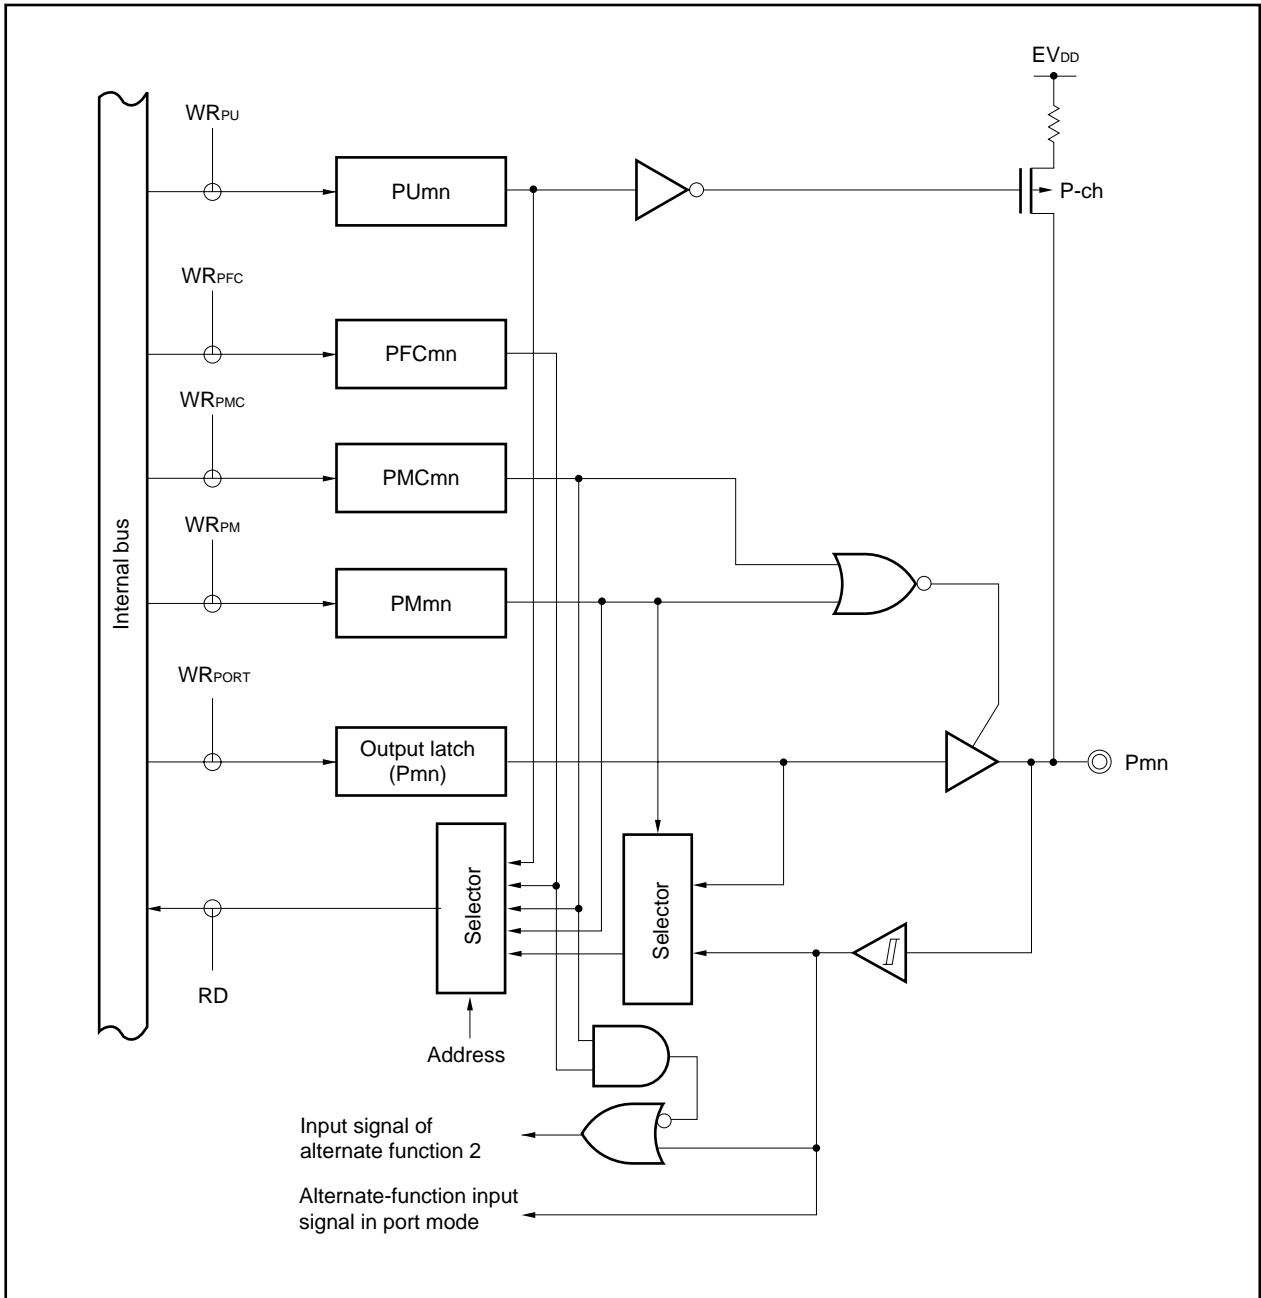 EVDD
WRPU
PUmn
P-ch
WRPFC
PFCmn
WRPMC
PMCmn
WRPM
PMmn
Internal bus
WRPORT
Output latch
(Pmn)
Pmn
Selector
Selector
RD
Address
Input signal of
alternate function 2
Alternate-function input
signal in port mode